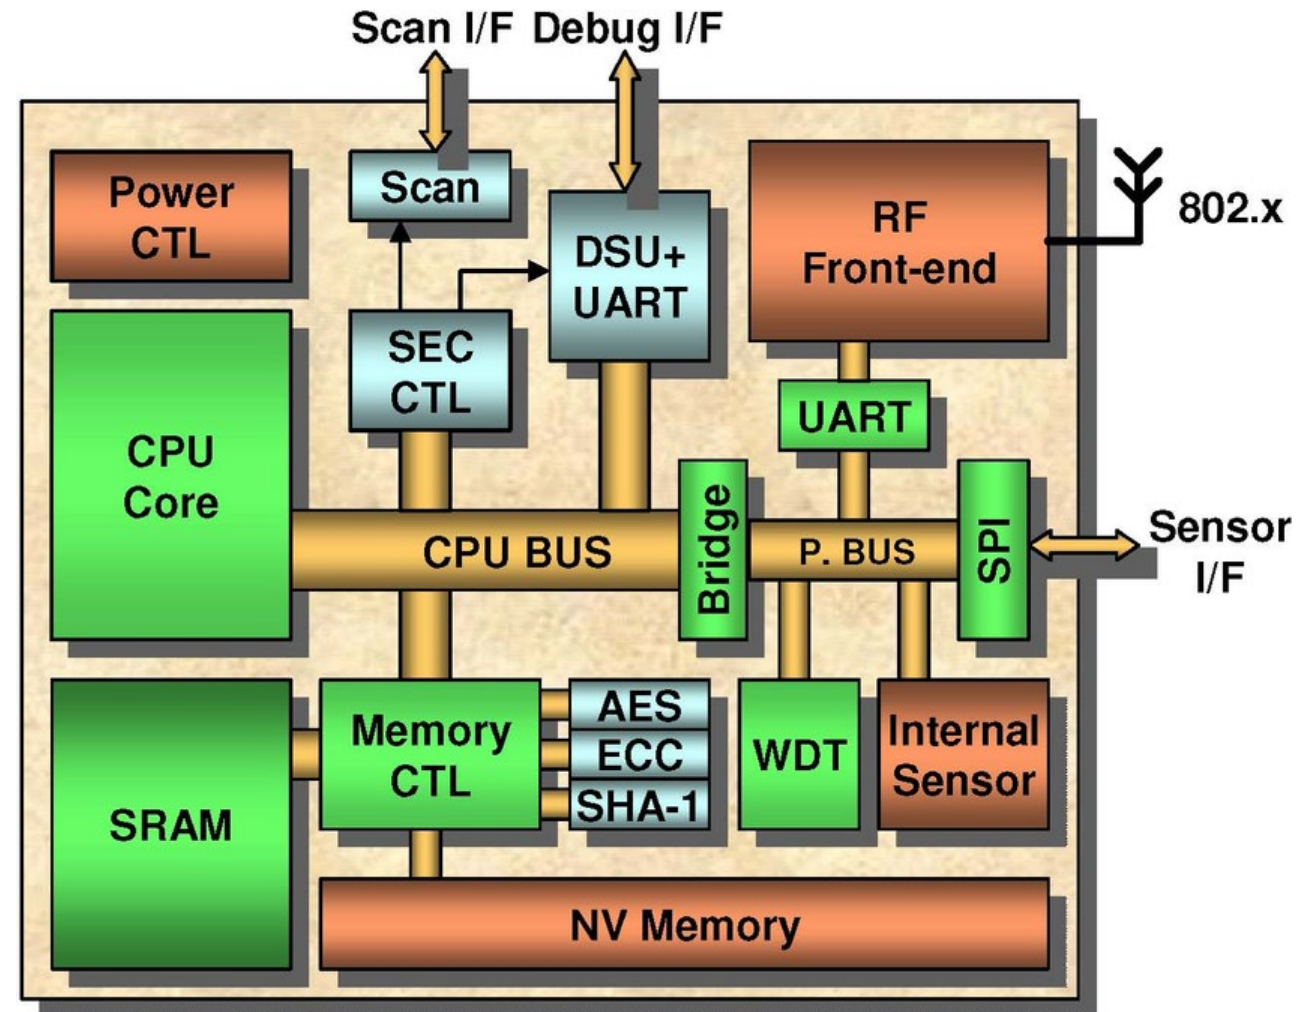 Scan I/F Debug I/F
Power
CTL
Scan
DSU+
UART
RF
Front-end
802.x
SEC
CTL
CPU
Core
UART
CPU BUS
Bridge
P. BUS
SPI
Sensor
I/F
SRAM
Memory
CTL
AES
ECC
SHA-1
WDT
Internal
Sensor
NV Memory